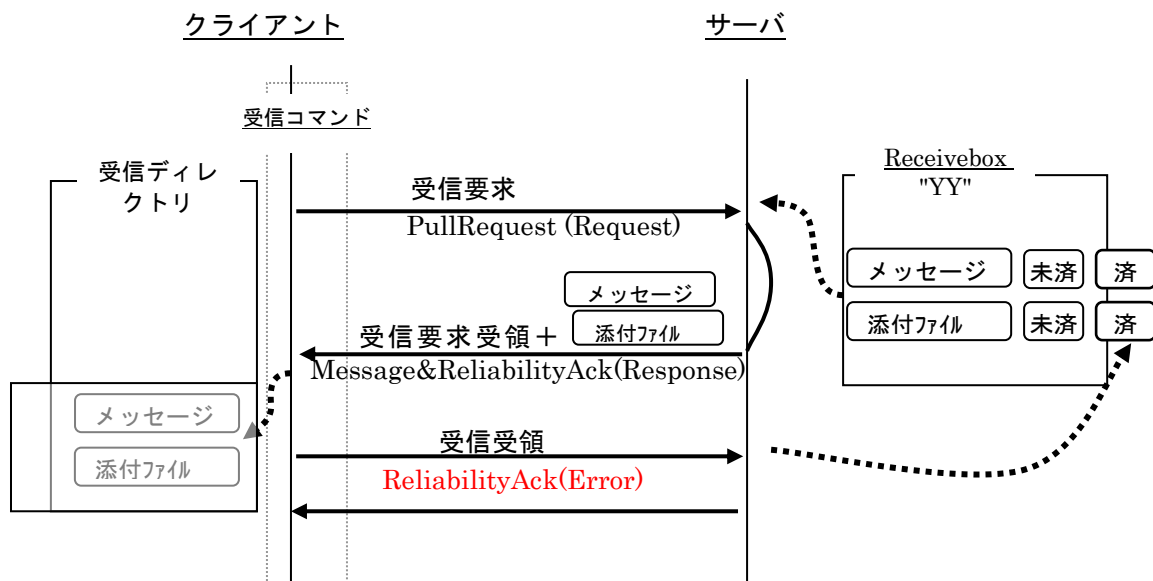 クライアント
サーバ
受信コマンド
受信ディレ
クトリ
受信要求
PullRequest (Request)
Receivebox
"YY"
メッセージ 未済 済
添付ファイル 未済 済
メッセージ
添付ファイル
受信要求受領＋
Message&ReliabilityAck(Response)
メッセージ
添付ファイル
受信受領
ReliabilityAck(Error)